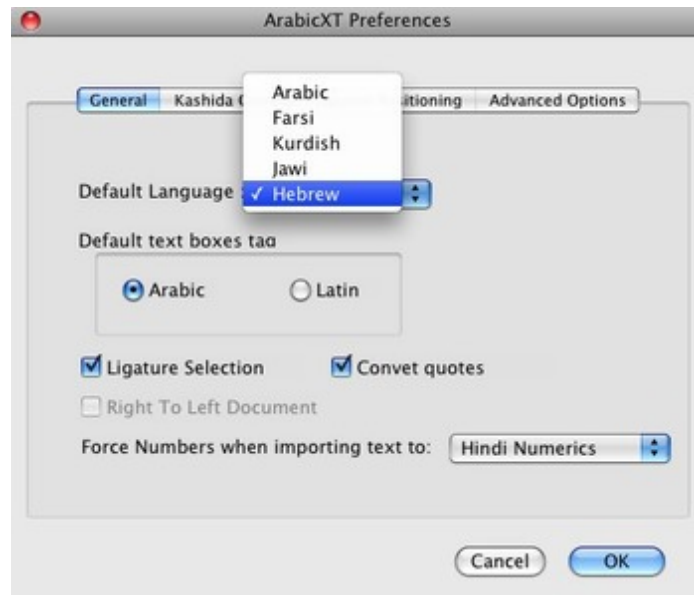 ArabicXT Preferences
General Kashida Advanced Options
Arabic
Farsi
Kurdish
Jawi
Default Language : ✓ Hebrew
Default text boxes tag
Arabic Latin
Ligature Selection Convet quotes
Right To Left Document
Force Numbers when importing text to: Hindi Numerics
Cancel OK